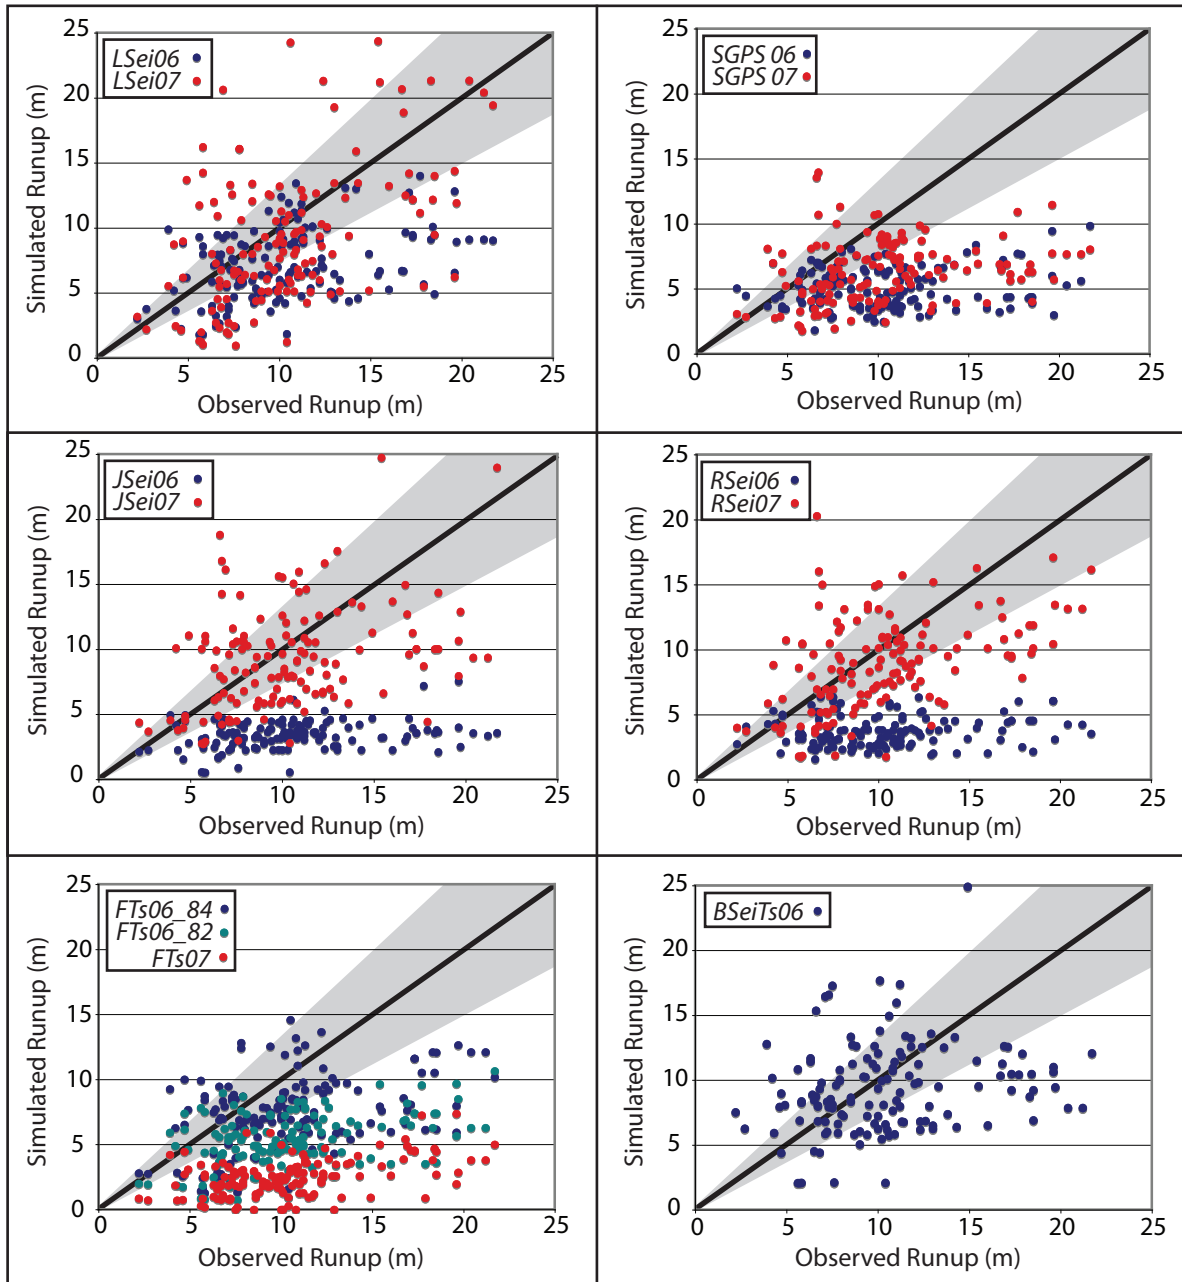 25
20
15
10
5
0
Simulated Runup (m)
LSei06
LSei07
0 5 10 15 20 25
Observed Runup (m)
25
20
15
10
5
0
Simulated Runup (m)
SGPS 06
SGPS 07
0 5 10 15 20 25
Observed Runup (m)
25
20
15
10
5
0
Simulated Runup (m)
JSei06
JSei07
0 5 10 15 20 25
Observed Runup (m)
25
20
15
10
5
0
Simulated Runup (m)
RSei06
RSei07
0 5 10 15 20 25
Observed Runup (m)
25
20
15
10
5
0
Simulated Runup (m)
FTs06_84
FTs06_82
FTs07
0 5 10 15 20 25
Observed Runup (m)
25
20
15
10
5
0
Simulated Runup (m)
BSeiTs06
0 5 10 15 20 25
Observed Runup (m)